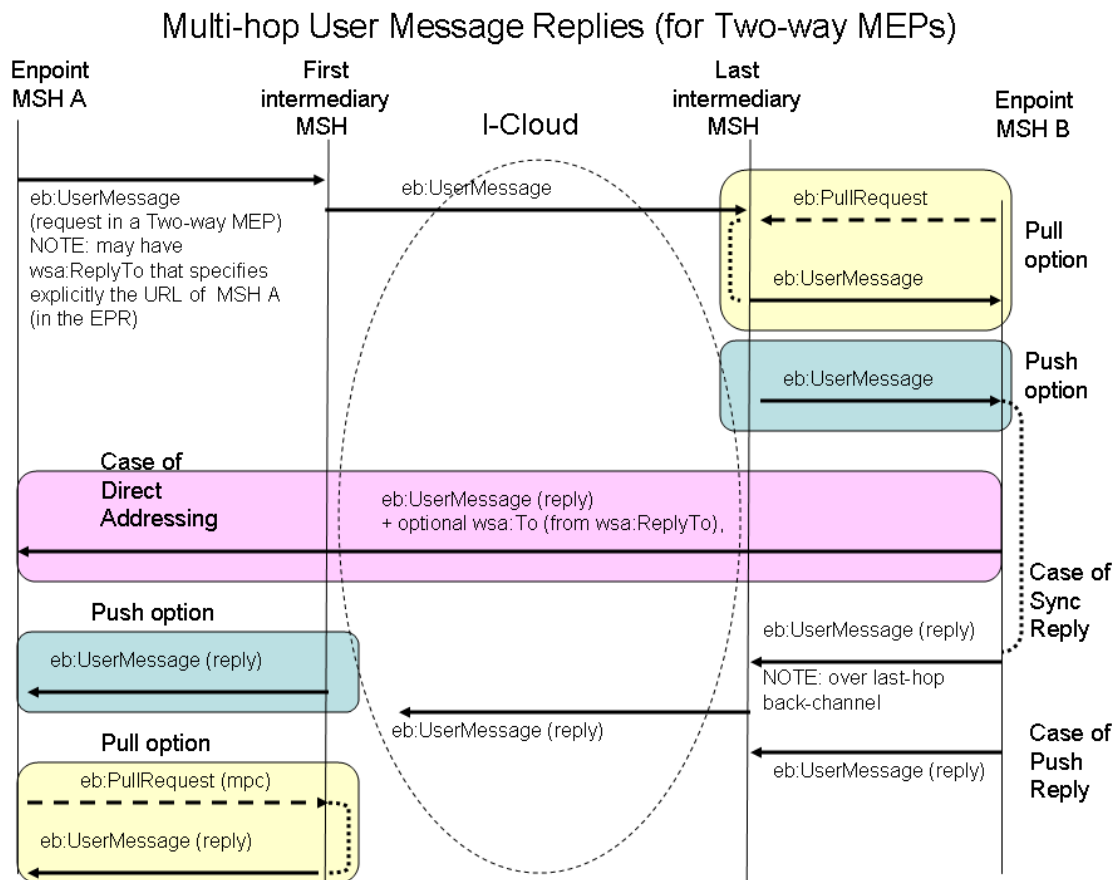 Multi-hop User Message Replies (for Two-way MEPs)
Enpoint
MSH A
First
intermediary
MSH
I-Cloud
Last
intermediary
MSH
Enpoint
MSH B
eb:UserMessage
(request in a Two-way MEP)
NOTE: may have
wsa:ReplyTo that specifies
explicitly the URL of MSH A
(in the EPR)
eb:UserMessage
eb:PullRequest
eb:UserMessage
Pull
option
eb:UserMessage
Push
option
Case of
Direct
Addressing
eb:UserMessage (reply)
+ optional wsa:To (from wsa:ReplyTo),
Case of
Sync
Reply
Push option
eb:UserMessage (reply)
eb:UserMessage (reply)
NOTE: over last-hop
back-channel
eb:UserMessage (reply)
Case of
Push
Reply
eb:UserMessage (reply)
Pull option
eb:PullRequest (mpc)
eb:UserMessage (reply)